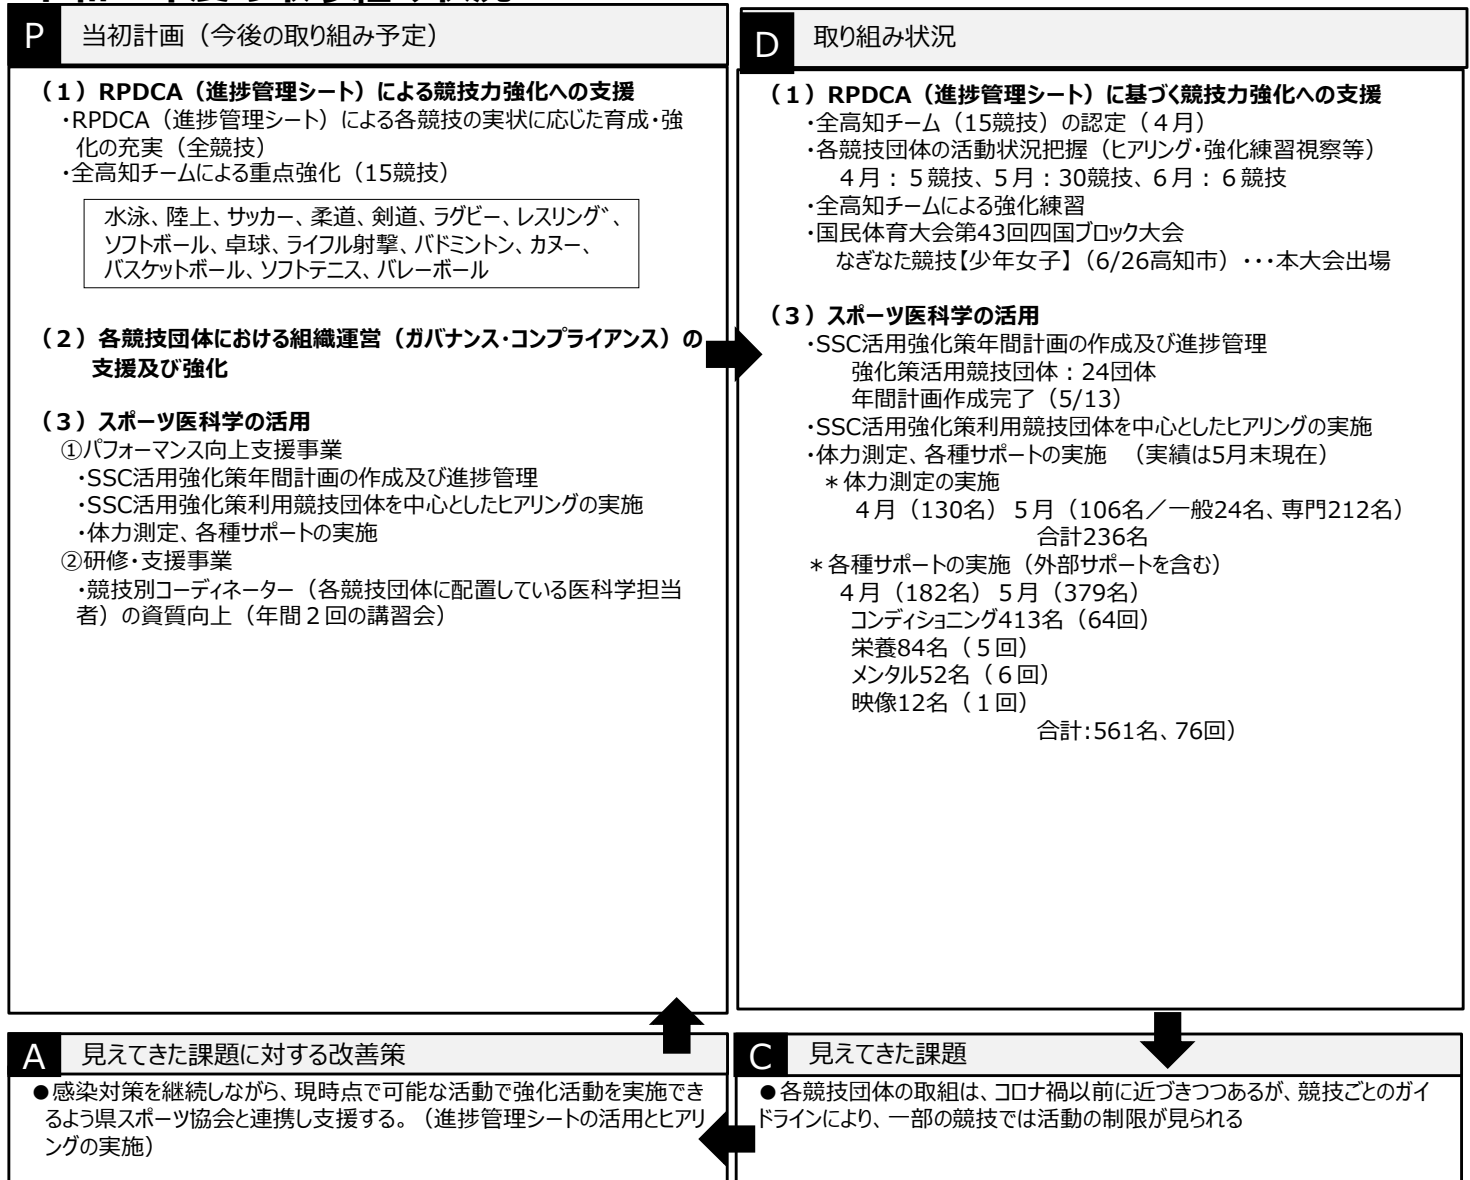 P 当初計画（今後の取り組み予定）
（１）RPDCA（進捗管理シート）による競技力強化への支援
・RPDCA（進捗管理シート）による各競技の実状に応じた育成・強
化の充実（全競技）
・全高知チームによる重点強化（15競技）
水泳、陸上、サッカー、柔道、剣道、ラグビー、レスリング゛、
ソフトボール、卓球、ライフル射撃、バドミントン、カヌー、
バスケットボール、ソフトテニス、バレーボール
（２）各競技団体における組織運営（ガバナンス・コンプライアンス）の
支援及び強化
（３）スポーツ医科学の活用
①パフォーマンス向上支援事業
・SSC活用強化策年間計画の作成及び進捗管理
・SSC活用強化策利用競技団体を中心としたヒアリングの実施
・体力測定、各種サポートの実施
②研修・支援事業
・競技別コーディネーター（各競技団体に配置している医科学担当
者）の資質向上（年間２回の講習会）
D 取り組み状況
（１）RPDCA（進捗管理シート）に基づく競技力強化への支援
・全高知チーム（15競技）の認定（４月）
・各競技団体の活動状況把握（ヒアリング・強化練習視察等）
４月：５競技、５月：30競技、６月：６競技
・全高知チームによる強化練習
・国民体育大会第43回四国ブロック大会
なぎなた競技【少年女子】（6/26高知市）・・・本大会出場
（３）スポーツ医科学の活用
・SSC活用強化策年間計画の作成及び進捗管理
強化策活用競技団体：24団体
年間計画作成完了（5/13）
・SSC活用強化策利用競技団体を中心としたヒアリングの実施
・体力測定、各種サポートの実施　（実績は5月末現在）
＊体力測定の実施
４月（130名）５月（106名／一般24名、専門212名）
合計236名
＊各種サポートの実施（外部サポートを含む）
４月（182名）５月（379名）
コンディショニング413名（64回）
栄養84名（５回）
メンタル52名（６回）
映像12名（１回）
合計:561名、76回）
A 見えてきた課題に対する改善策
●感染対策を継続しながら、現時点で可能な活動で強化活動を実施でき
るよう県スポーツ協会と連携し支援する。（進捗管理シートの活用とヒアリ
ングの実施）
C 見えてきた課題
●各競技団体の取組は、コロナ禍以前に近づきつつあるが、競技ごとのガイ
ドラインにより、一部の競技では活動の制限が見られる